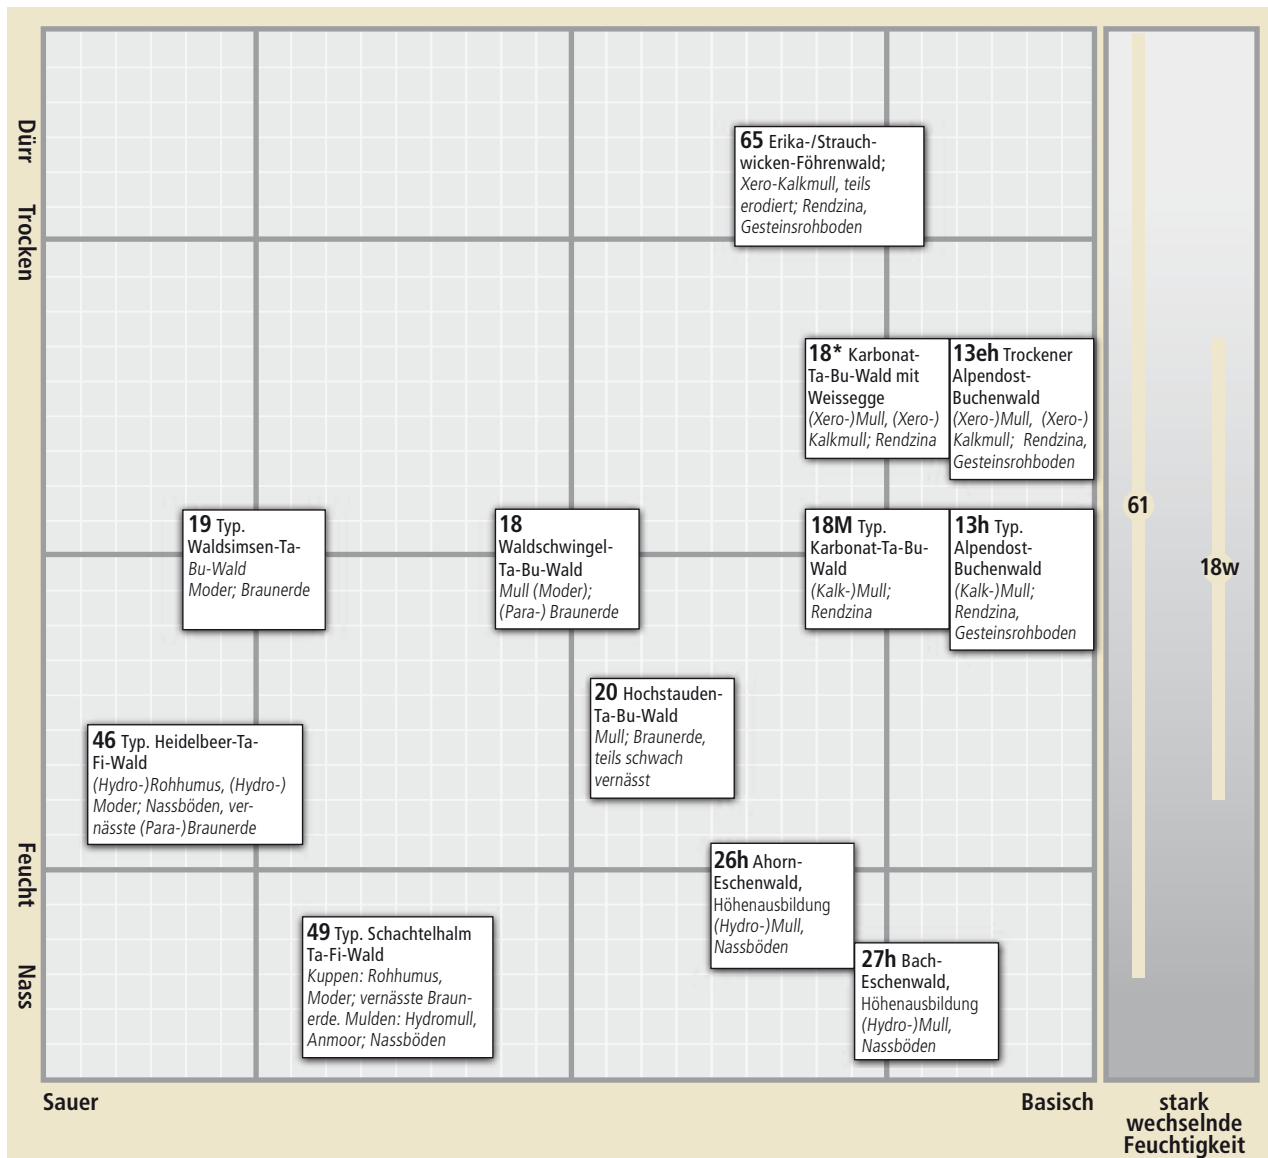 Dürr
Trocken
Feucht
Nass
65 Erika-/Strauch-
wicken-Föhrenwald;
Xero-Kalkmull, teils
erodiert; Rendzina,
Gesteinsrohboden
18* Karbonat-
Ta-Bu-Wald mit
Weissegge
(Xero-)Mull, (Xero-)
Kalkmull; Rendzina
13eh Trockener
Alpendost-
Buchenwald
(Xero-)Mull, (Xero-)
Kalkmull; Rendzina,
Gesteinsrohboden
19 Typ.
Waldsimsen-Ta-
Bu-Wald
Moder; Braunerde
18
Waldschwingel-
Ta-Bu-Wald
Mull (Moder);
(Para-) Braunerde
18M Typ.
Karbonat-Ta-Bu-
Wald
(Kalk-)Mull;
Rendzina
13h Typ.
Alpendost-
Buchenwald
(Kalk-)Mull;
Rendzina,
Gesteinsrohboden
61
18w
20 Hochstauden-
Ta-Bu-Wald
Mull; Braunerde,
teils schwach
vernässt
46 Typ. Heidelbeer-Ta-
Fi-Wald
(Hydro-)Rohhumus, (Hydro-)
Moder; Nassböden, ver-
nässte (Para-)Braunerde
26h Ahorn-
Eschenwald,
Höhenausbildung
(Hydro-)Mull,
Nassböden
49 Typ. Schachtelhalm
Ta-Fi-Wald
Kuppen: Rohhumus,
Moder; vernässte Braun-
erde. Mulden: Hydromull,
Anmoor; Nassböden
27h Bach-
Eschenwald,
Höhenausbildung
(Hydro-)Mull,
Nassböden
Sauer
Basisch
stark
wechselnde
Feuchtigkeit